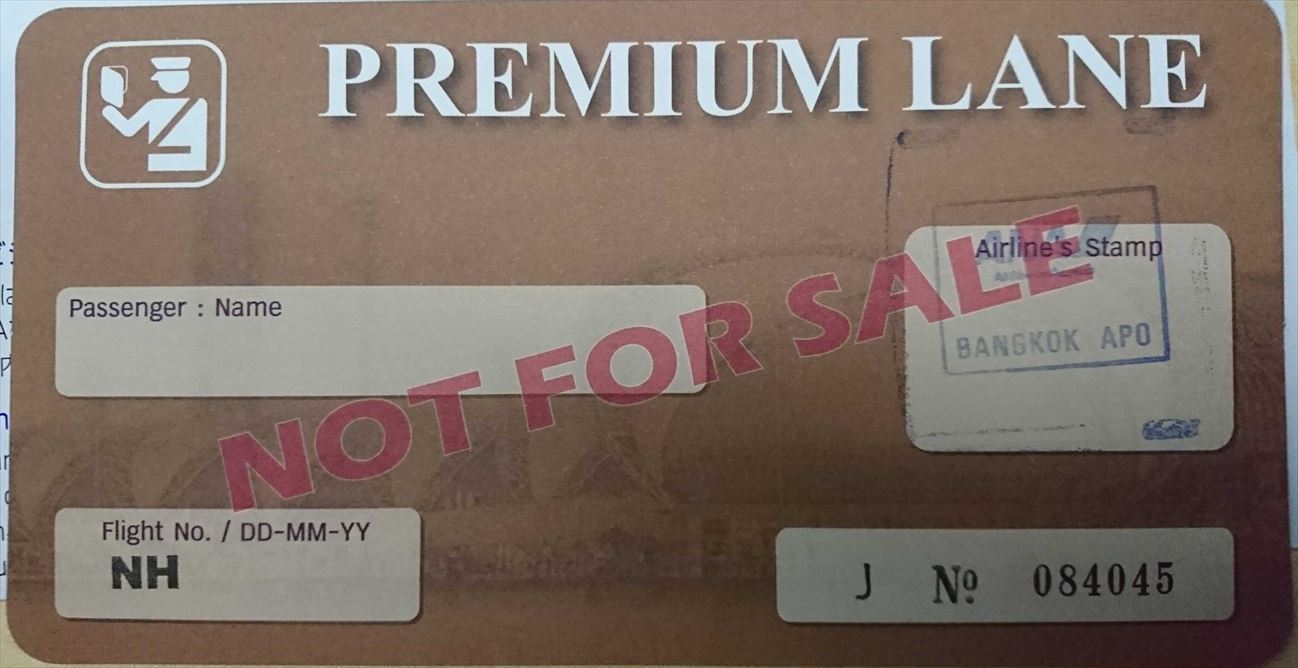 PREMIUM LANE
Airline's Stamp
ANA
BANGKOK APO
Passenger : Name
NOT FOR SALE
Flight No. / DD-MM-YY
NH
J Nº 084045